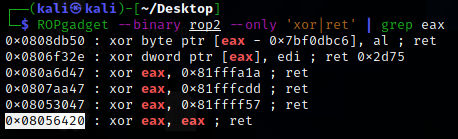 ┌──(kali㉿kali)-[~/Desktop]
└─$ ROPgadget --binary rop2 --only 'xor|ret' | grep eax
0x0808db50 : xor byte ptr [eax - 0x7bf0dbc6], al ; ret
0x0806f32e : xor dword ptr [eax], edi ; ret 0x2d75
0x080a6d47 : xor eax, 0x81fffa1a ; ret
0x0807aa47 : xor eax, 0x81fffcdd ; ret
0x08053047 : xor eax, 0x81ffff57 ; ret
0x08056420 : xor eax, eax ; ret